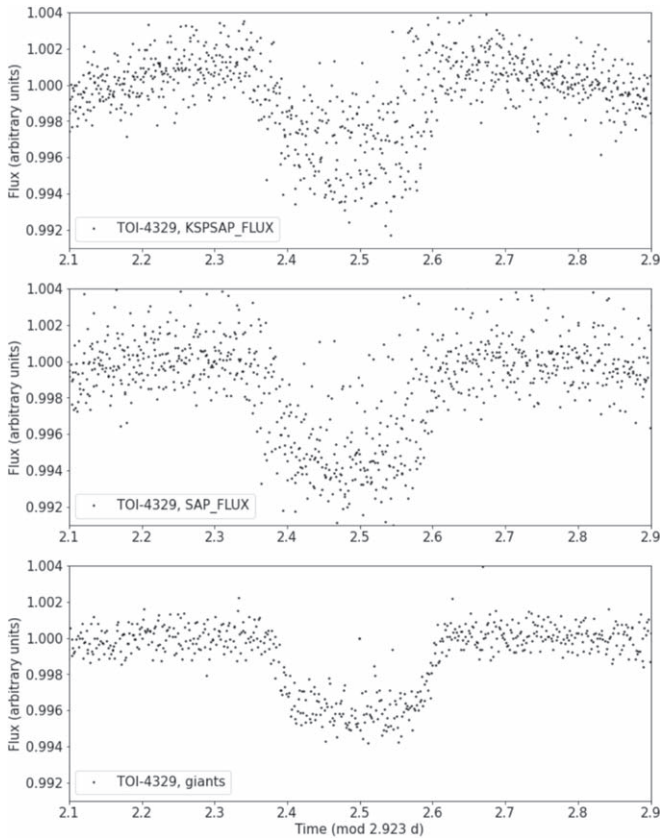 1.004
1.002
1.000
0.998
0.996
0.994
0.992
Flux (arbitrary units)
TOI-4329, KSPSAP_FLUX
2.1 2.2 2.3 2.4 2.5 2.6 2.7 2.8 2.9
1.004
1.002
1.000
0.998
0.996
0.994
0.992
Flux (arbitrary units)
TOI-4329, SAP_FLUX
2.1 2.2 2.3 2.4 2.5 2.6 2.7 2.8 2.9
1.004
1.002
1.000
0.998
0.996
0.994
0.992
Flux (arbitrary units)
TOI-4329, giants
2.1 2.2 2.3 2.4 2.5 2.6 2.7 2.8 2.9
Time (mod 2.923 d)